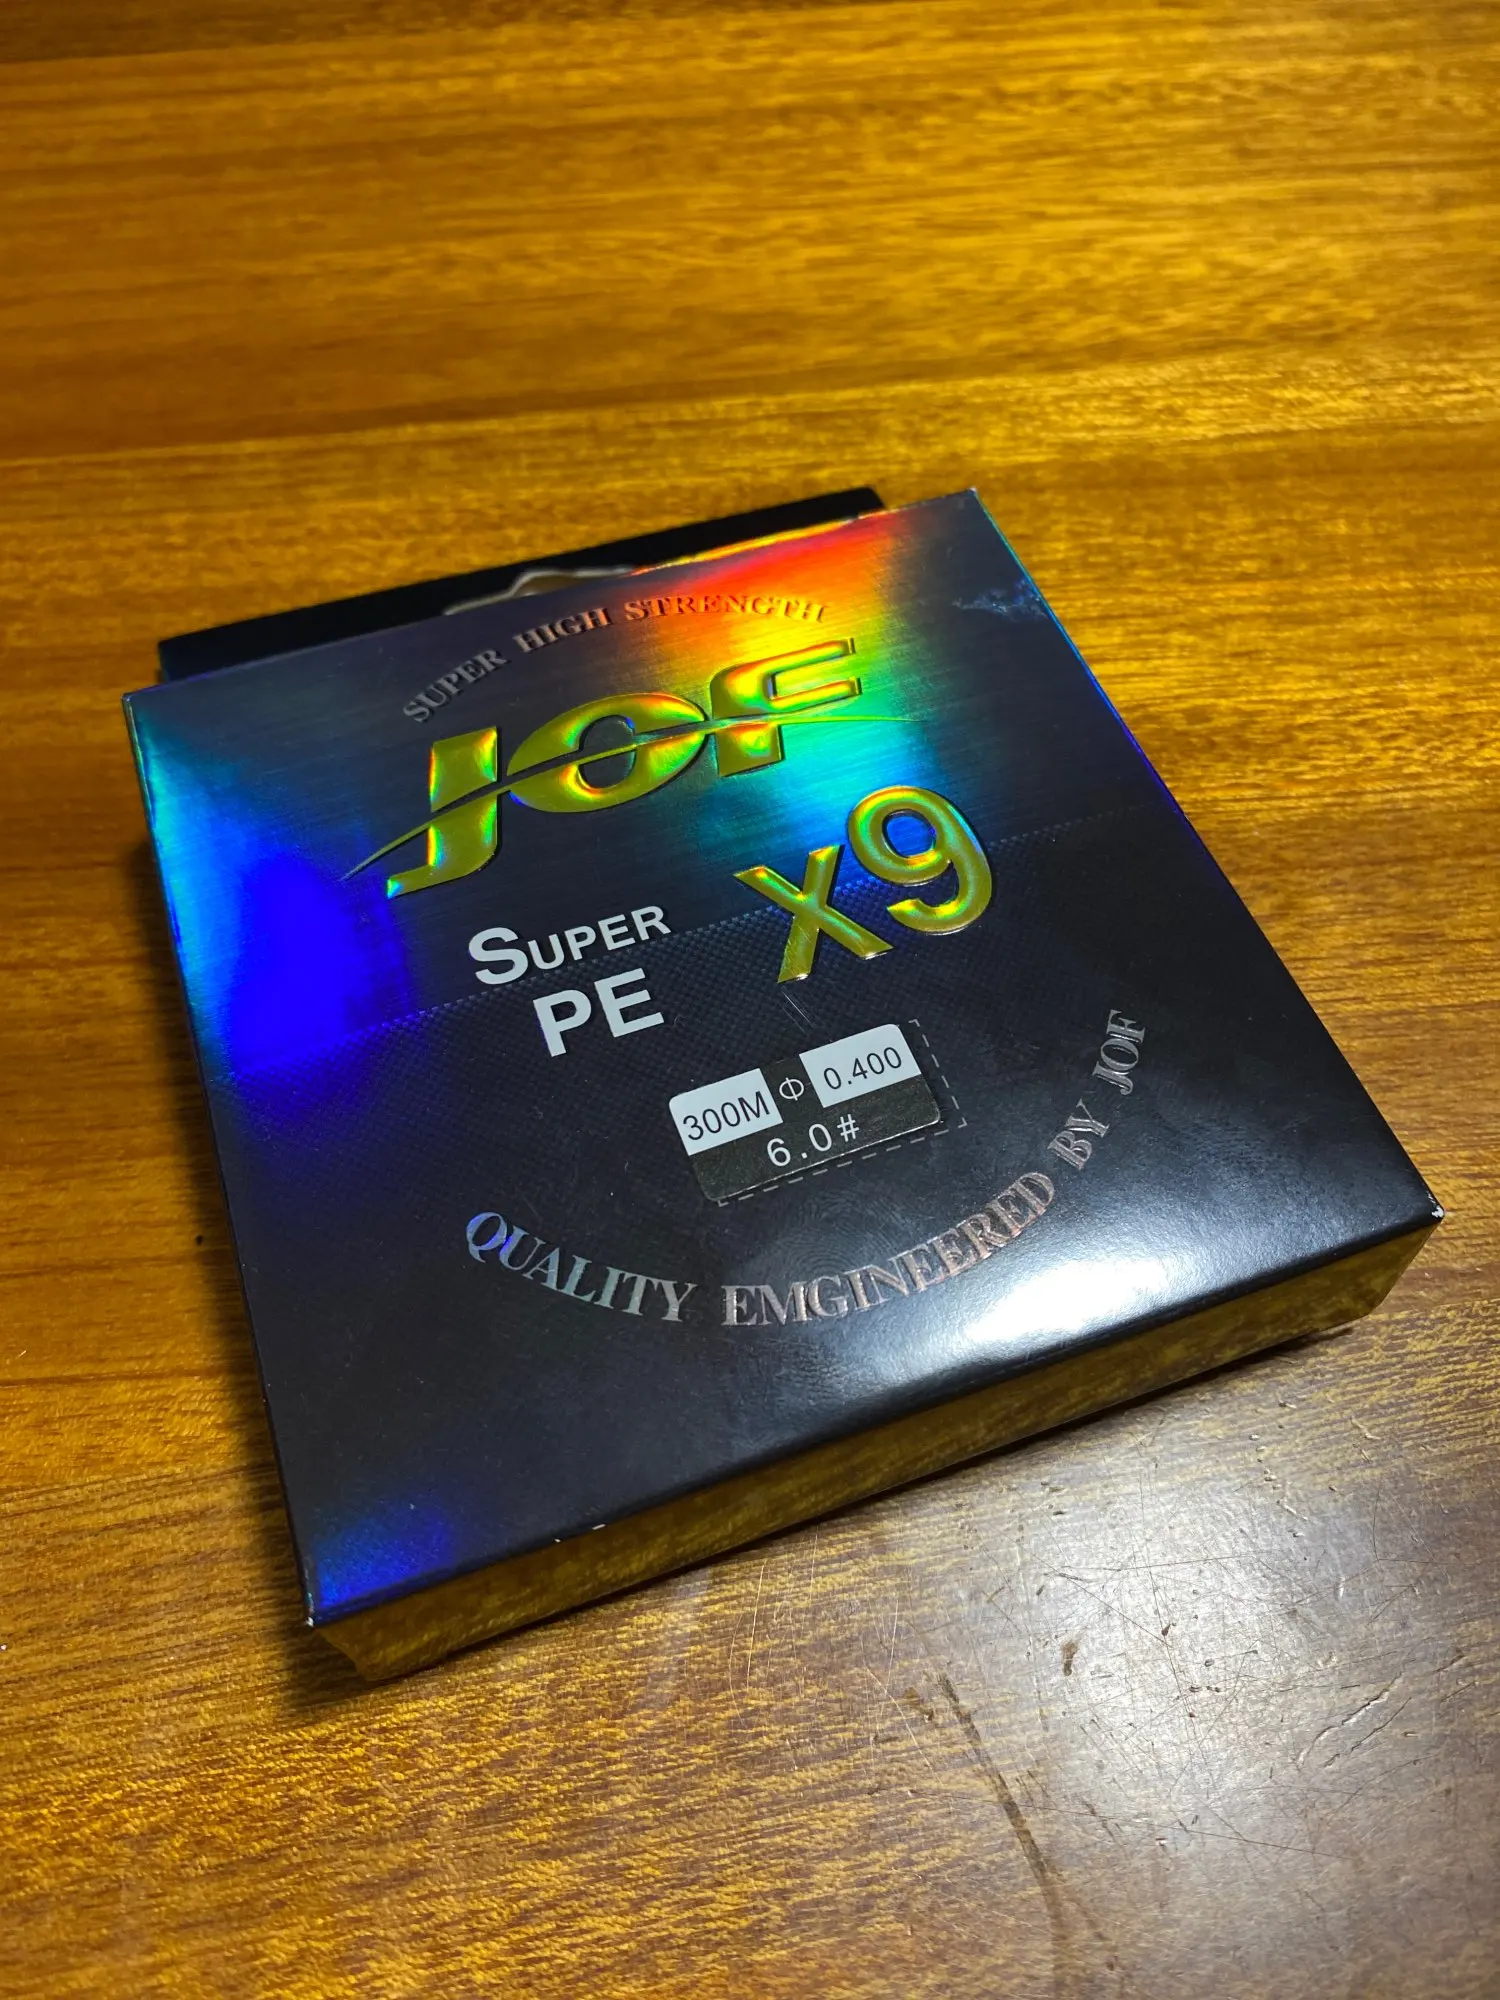 SUPER HIGH STRENGTH
JOF
X9
SUPER
PE
300M Φ 0.400
6.0#
QUALITY EMGINEERED BY JOF